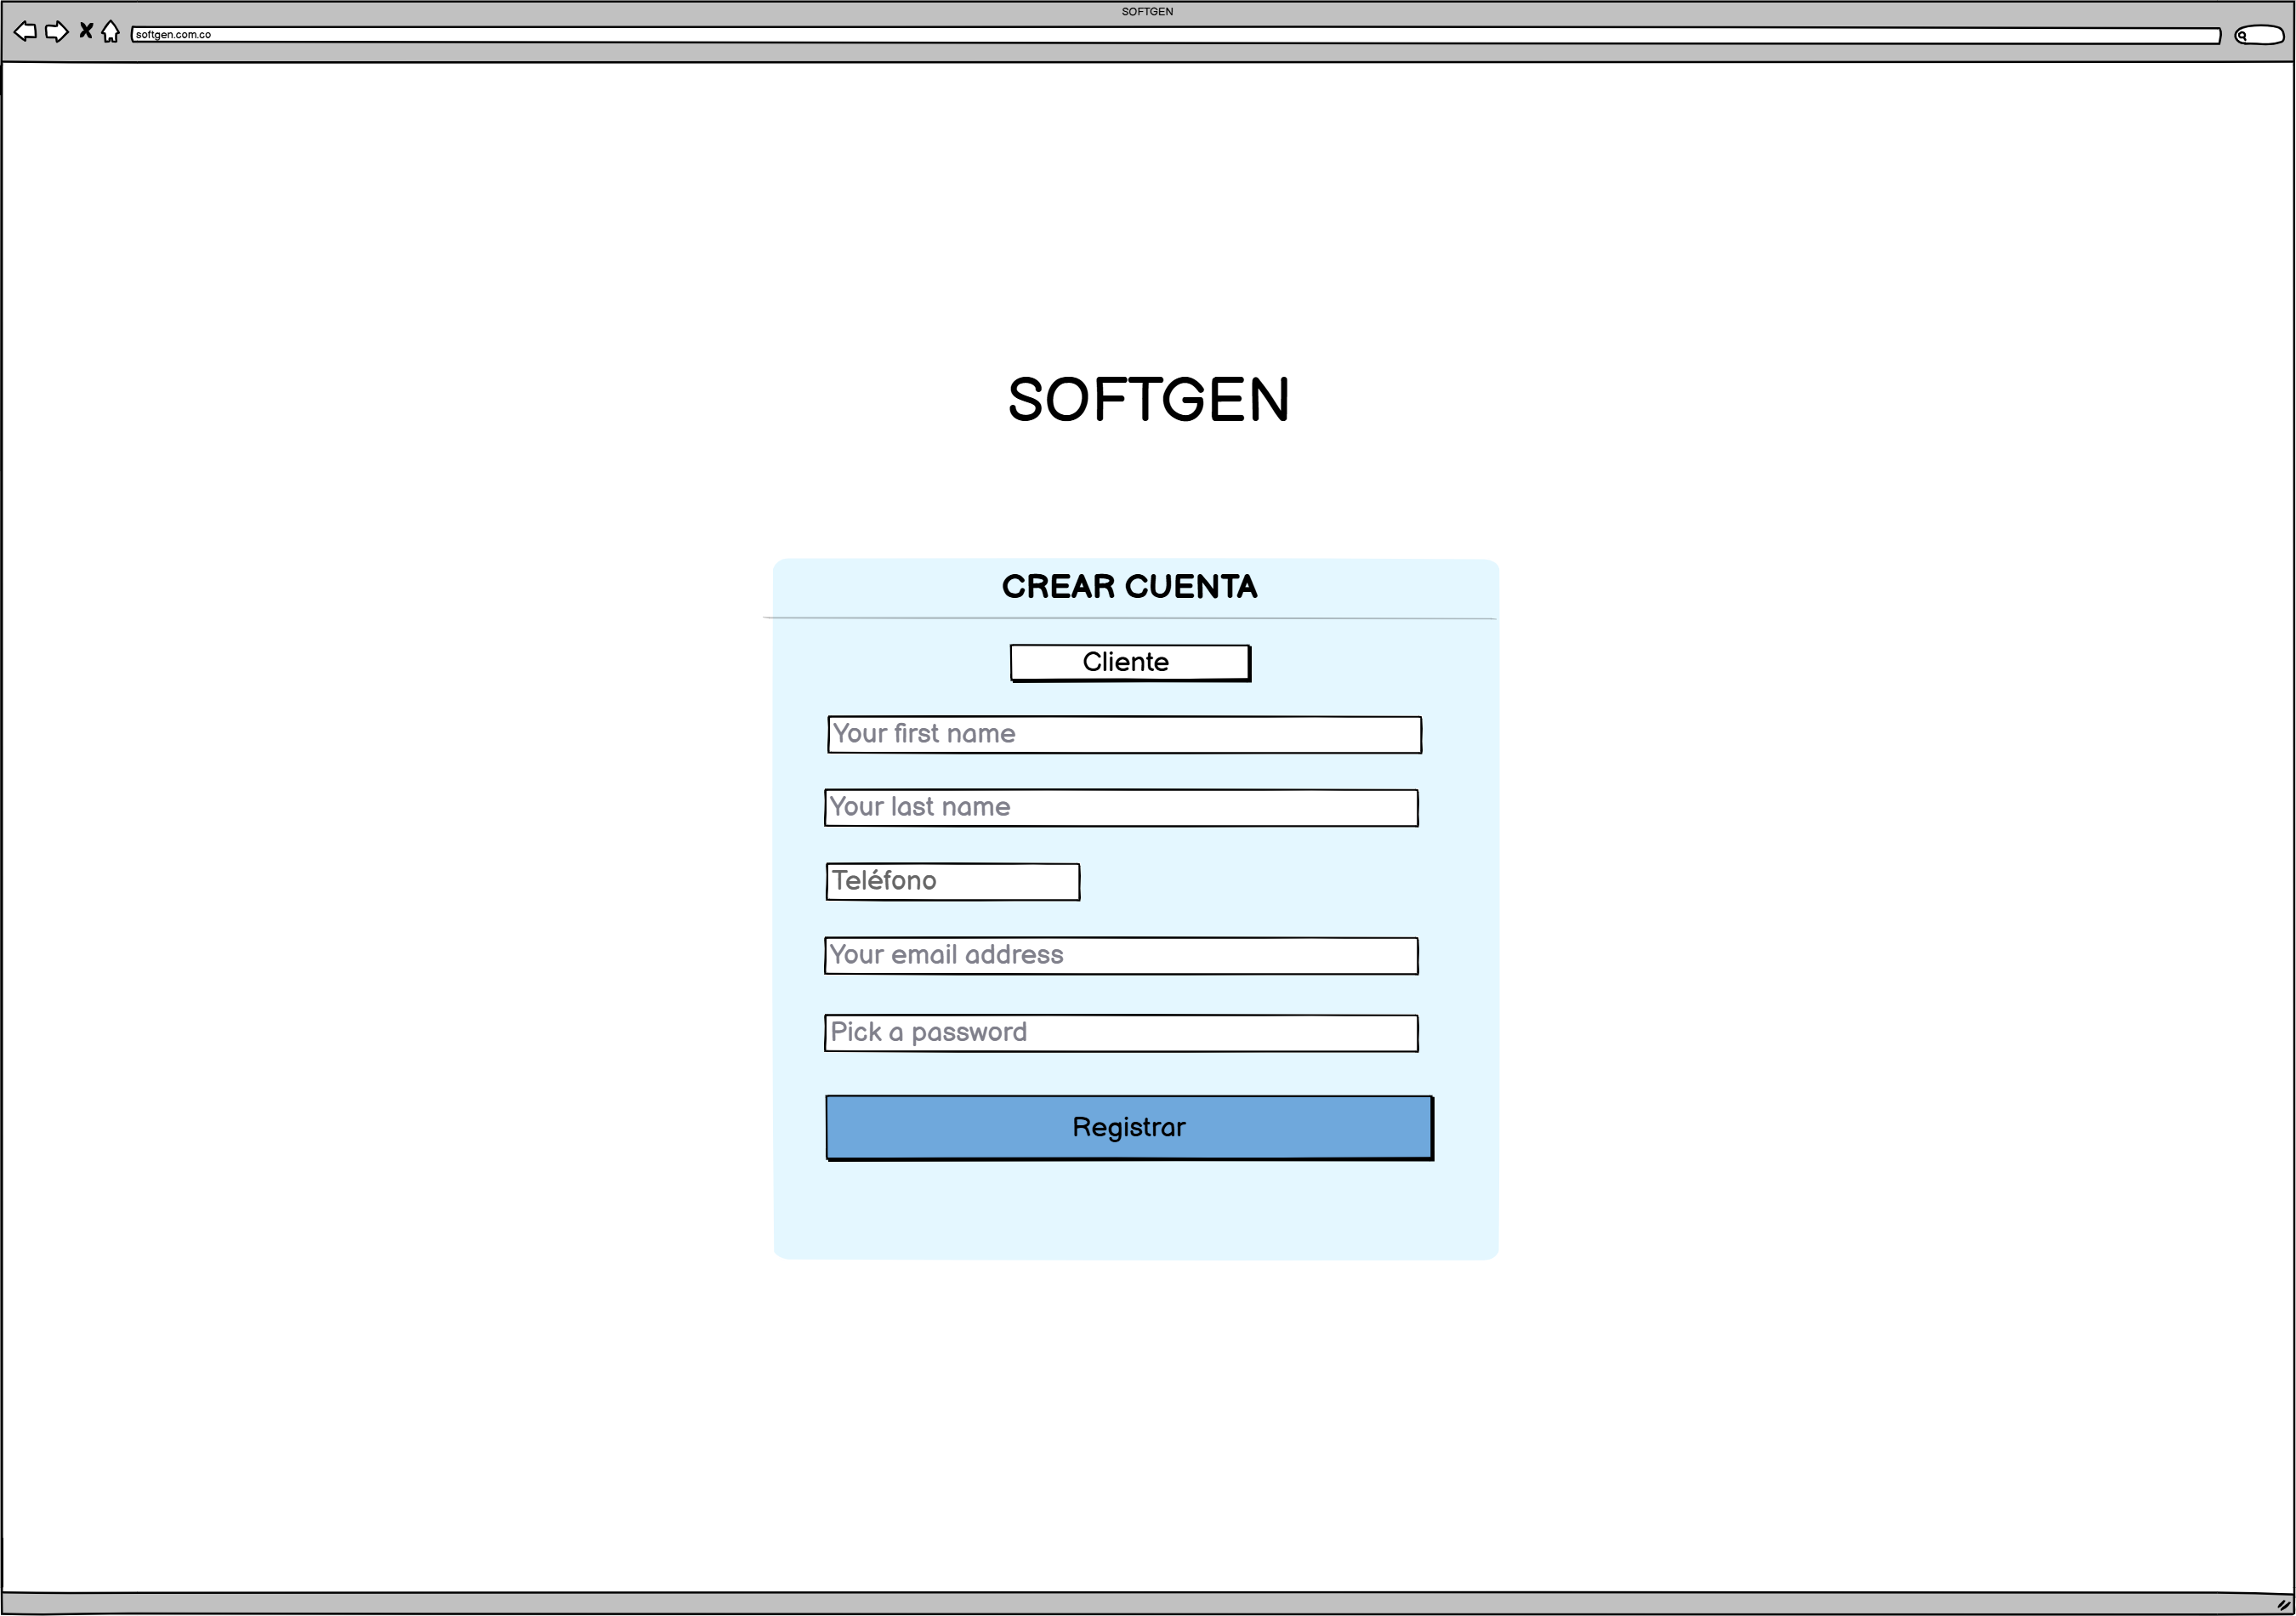 SOFTGEN
softgen.com.co
SOFTGEN
CREAR CUENTA
Cliente
Your first name
Your last name
Teléfono
Your email address
Pick a password
Registrar